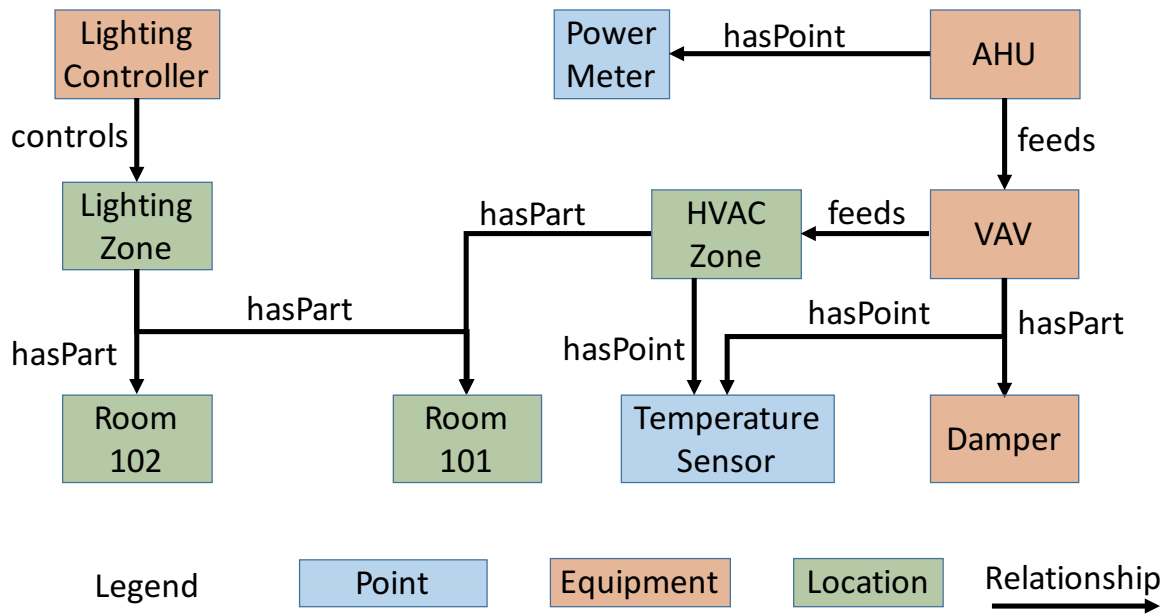 Lighting
Controller
Power
Meter
hasPoint
AHU
controls
feeds
Lighting
Zone
hasPart
HVAC
Zone
feeds
VAV
hasPart
hasPoint
hasPart
hasPart
hasPoint
Room
102
Room
101
Temperature
Sensor
Damper
Legend
Point
Equipment
Location
Relationship